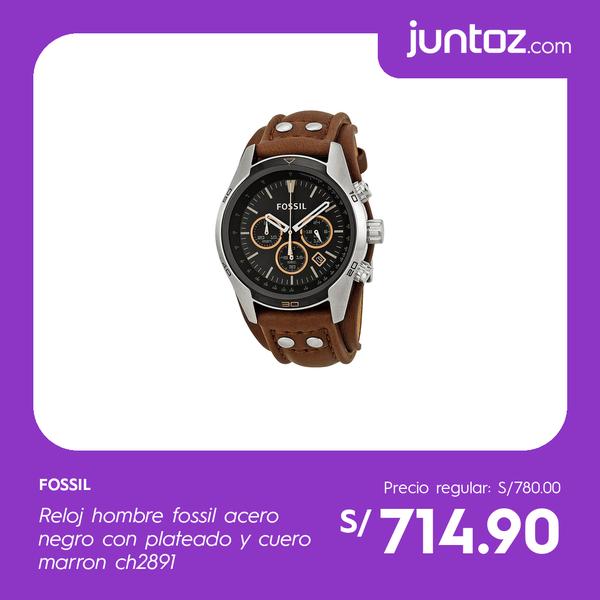 juntoz.com
FOSSIL
30
FOSSIL
Reloj hombre fossil acero
negro con plateado y cuero
marron ch2891
Precio regular: S/780.00
S/714.90